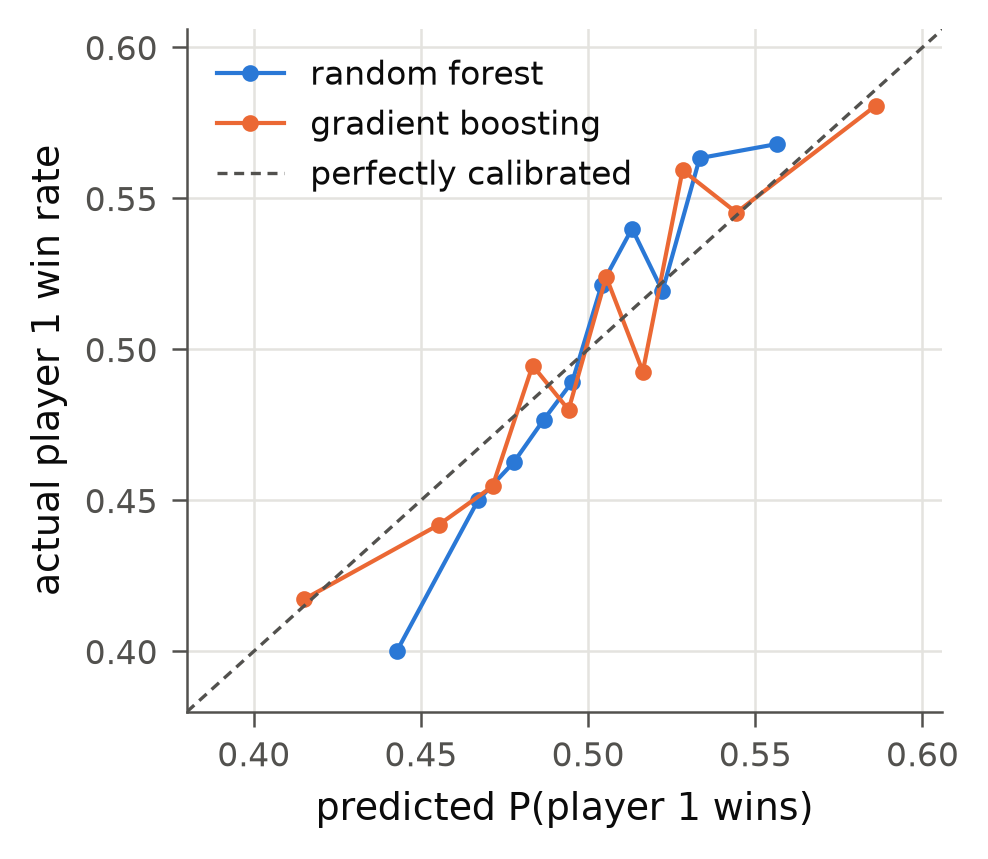 random forest
gradient boosting
perfectly calibrated
actual player 1 win rate
0.60
0.55
0.50
0.45
0.40
0.40 0.45 0.50 0.55 0.60
predicted P(player 1 wins)